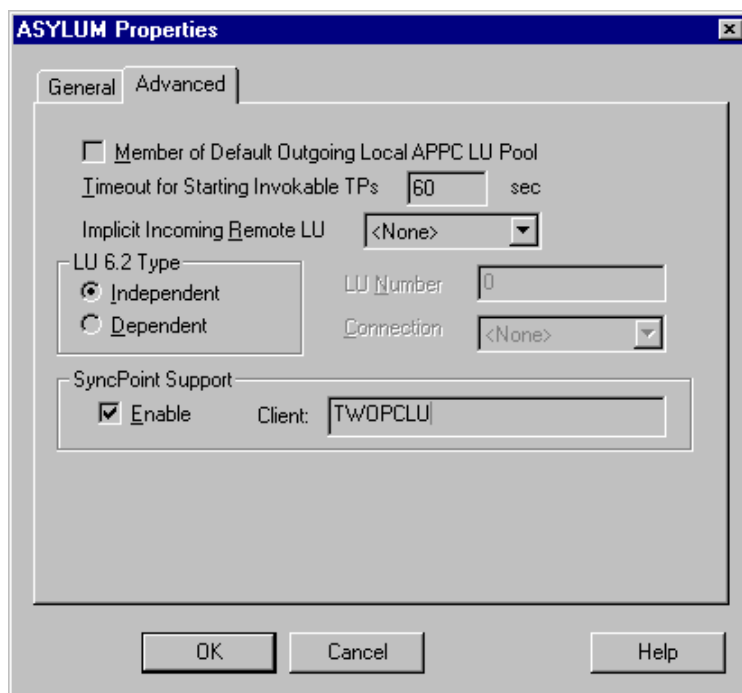 ASYLUM Properties
General Advanced
Member of Default Outgoing Local APPC LU Pool
Timeout for Starting Invokable TPs 60 sec
Implicit Incoming Remote LU <None>
LU 6.2 Type
Independent
Dependent
LU Number 0
Connection <None>
SyncPoint Support
Enable Client: TWOPCLU
OK Cancel Help